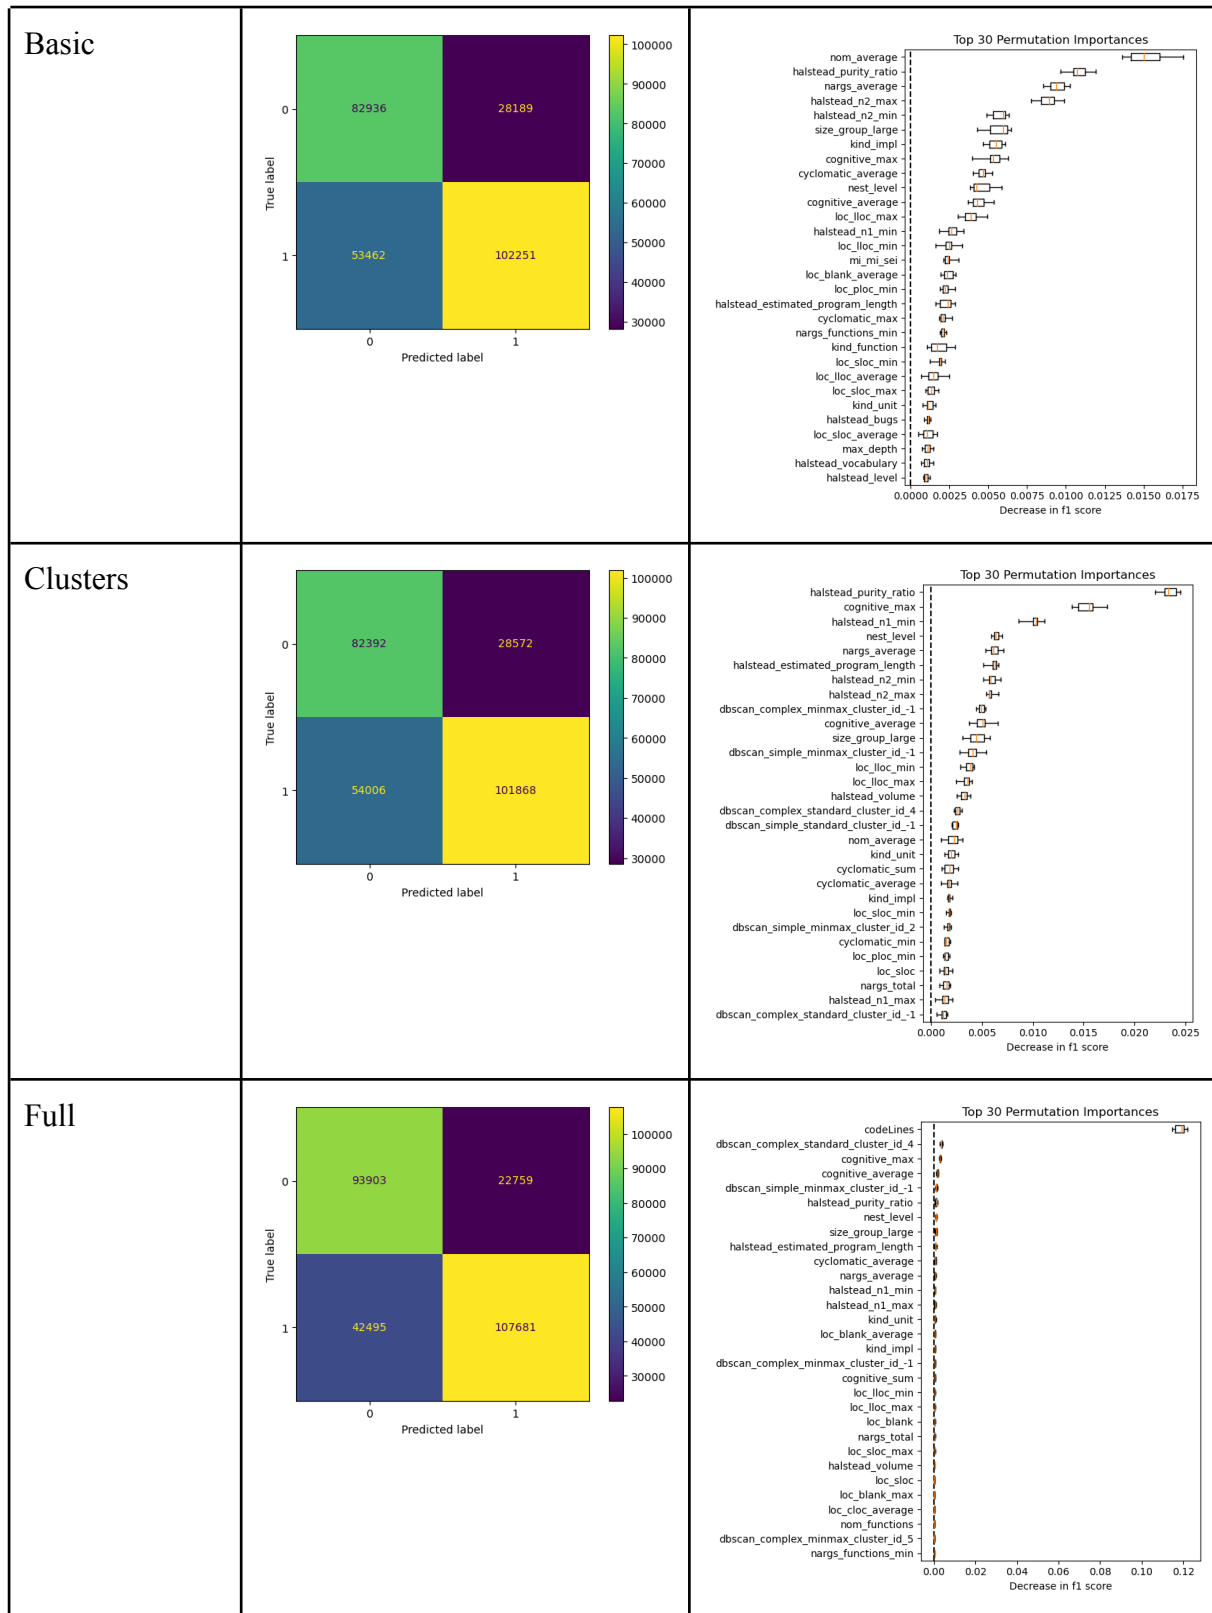 Basic
0
82936
28189
1
53462
102251
0
1
True label
Predicted label
100000
90000
80000
70000
60000
50000
40000
30000
Top 30 Permutation Importances
nom_average
halstead_purity_ratio
nargs_average
halstead_n2_max
halstead_n2_min
size_group_large
kind_impl
cognitive_max
cyclomatic_average
nest_level
cognitive_average
loc_lloc_max
halstead_n1_min
loc_lloc_min
mi_mi_sei
loc_blank_average
loc_ploc_min
halstead_estimated_program_length
cyclomatic_max
nargs_functions_min
kind_function
loc_sloc_min
loc_lloc_average
loc_sloc_max
kind_unit
halstead_bugs
loc_sloc_average
max_depth
halstead_vocabulary
halstead_level
0.0000 0.0025 0.0050 0.0075 0.0100 0.0125 0.0150 0.0175
Decrease in f1 score
Clusters
0
82392
28572
1
54006
101868
0
1
True label
Predicted label
100000
90000
80000
70000
60000
50000
40000
30000
Top 30 Permutation Importances
halstead_purity_ratio
cognitive_max
halstead_n1_min
nest_level
nargs_average
halstead_estimated_program_length
halstead_n2_min
halstead_n2_max
dbscan_complex_minmax_cluster_id_-1
cognitive_average
size_group_large
dbscan_simple_minmax_cluster_id_-1
loc_lloc_min
loc_lloc_max
halstead_volume
dbscan_complex_standard_cluster_id_4
dbscan_simple_standard_cluster_id_-1
nom_average
kind_unit
cyclomatic_sum
cyclomatic_average
kind_impl
loc_sloc_min
dbscan_simple_minmax_cluster_id_2
cyclomatic_min
loc_ploc_min
loc_sloc
nargs_total
halstead_n1_max
dbscan_complex_standard_cluster_id_-1
0.000 0.005 0.010 0.015 0.020 0.025
Decrease in f1 score
Full
0
93903
22759
1
42495
107681
0
1
True label
Predicted label
100000
90000
80000
70000
60000
50000
40000
30000
Top 30 Permutation Importances
codeLines
dbscan_complex_standard_cluster_id_4
cognitive_max
cognitive_average
dbscan_simple_minmax_cluster_id_-1
halstead_purity_ratio
nest_level
size_group_large
halstead_estimated_program_length
cyclomatic_average
nargs_average
halstead_n1_min
halstead_n1_max
kind_unit
loc_blank_average
kind_impl
dbscan_complex_minmax_cluster_id_-1
cognitive_sum
loc_lloc_min
loc_lloc_max
loc_blank
nargs_total
loc_sloc_max
halstead_volume
loc_sloc
loc_blank_max
loc_cloc_average
nom_functions
dbscan_complex_minmax_cluster_id_5
nargs_functions_min
0.00 0.02 0.04 0.06 0.08 0.10 0.12
Decrease in f1 score